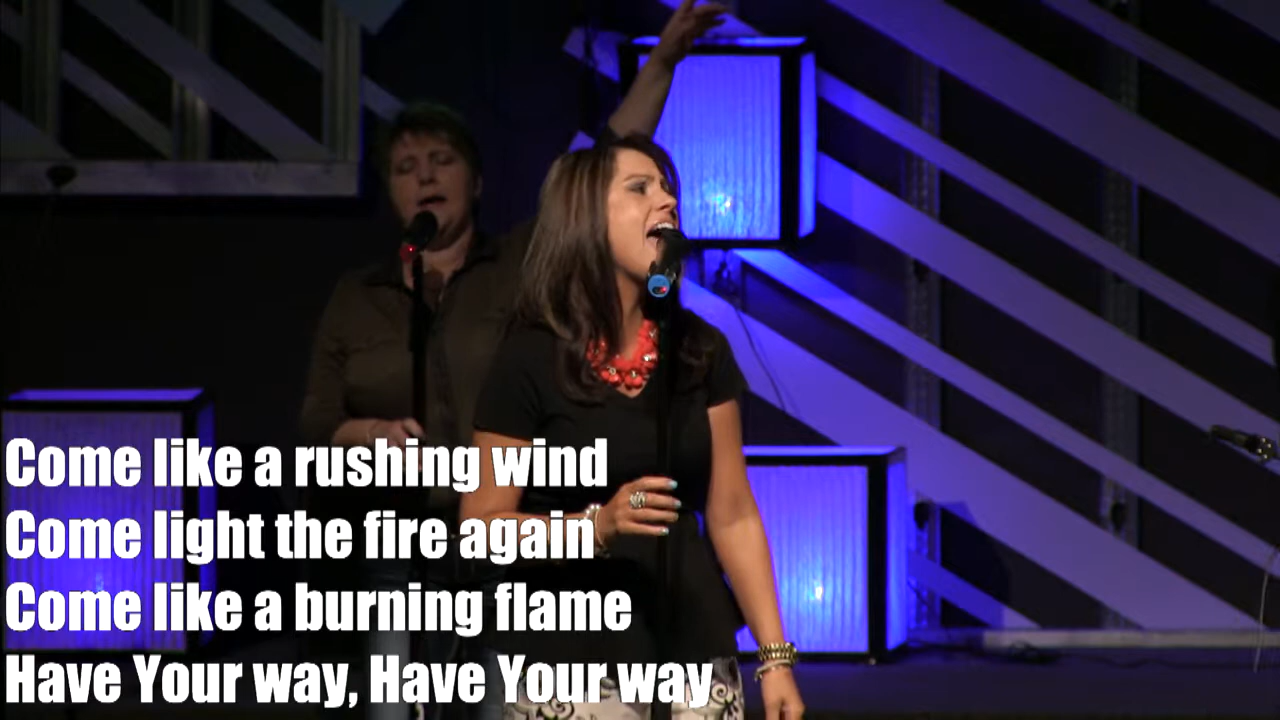 Come like a rushing wind
Come light the fire again
Come like a burning flame
Have Your way, Have Your way